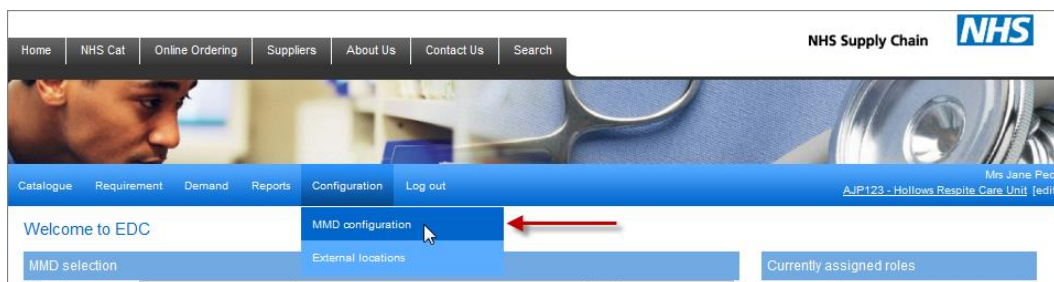 Home NHS Cat Online Ordering Suppliers About Us Contact Us Search
NHS Supply Chain NHS
Catalogue Requirement Demand Reports Configuration Log out
Mrs Jane
AJP123 - Hollows Respite Care Unit
MMD configuration
External locations
Welcome to EDC
MMD selection
Currently assigned roles